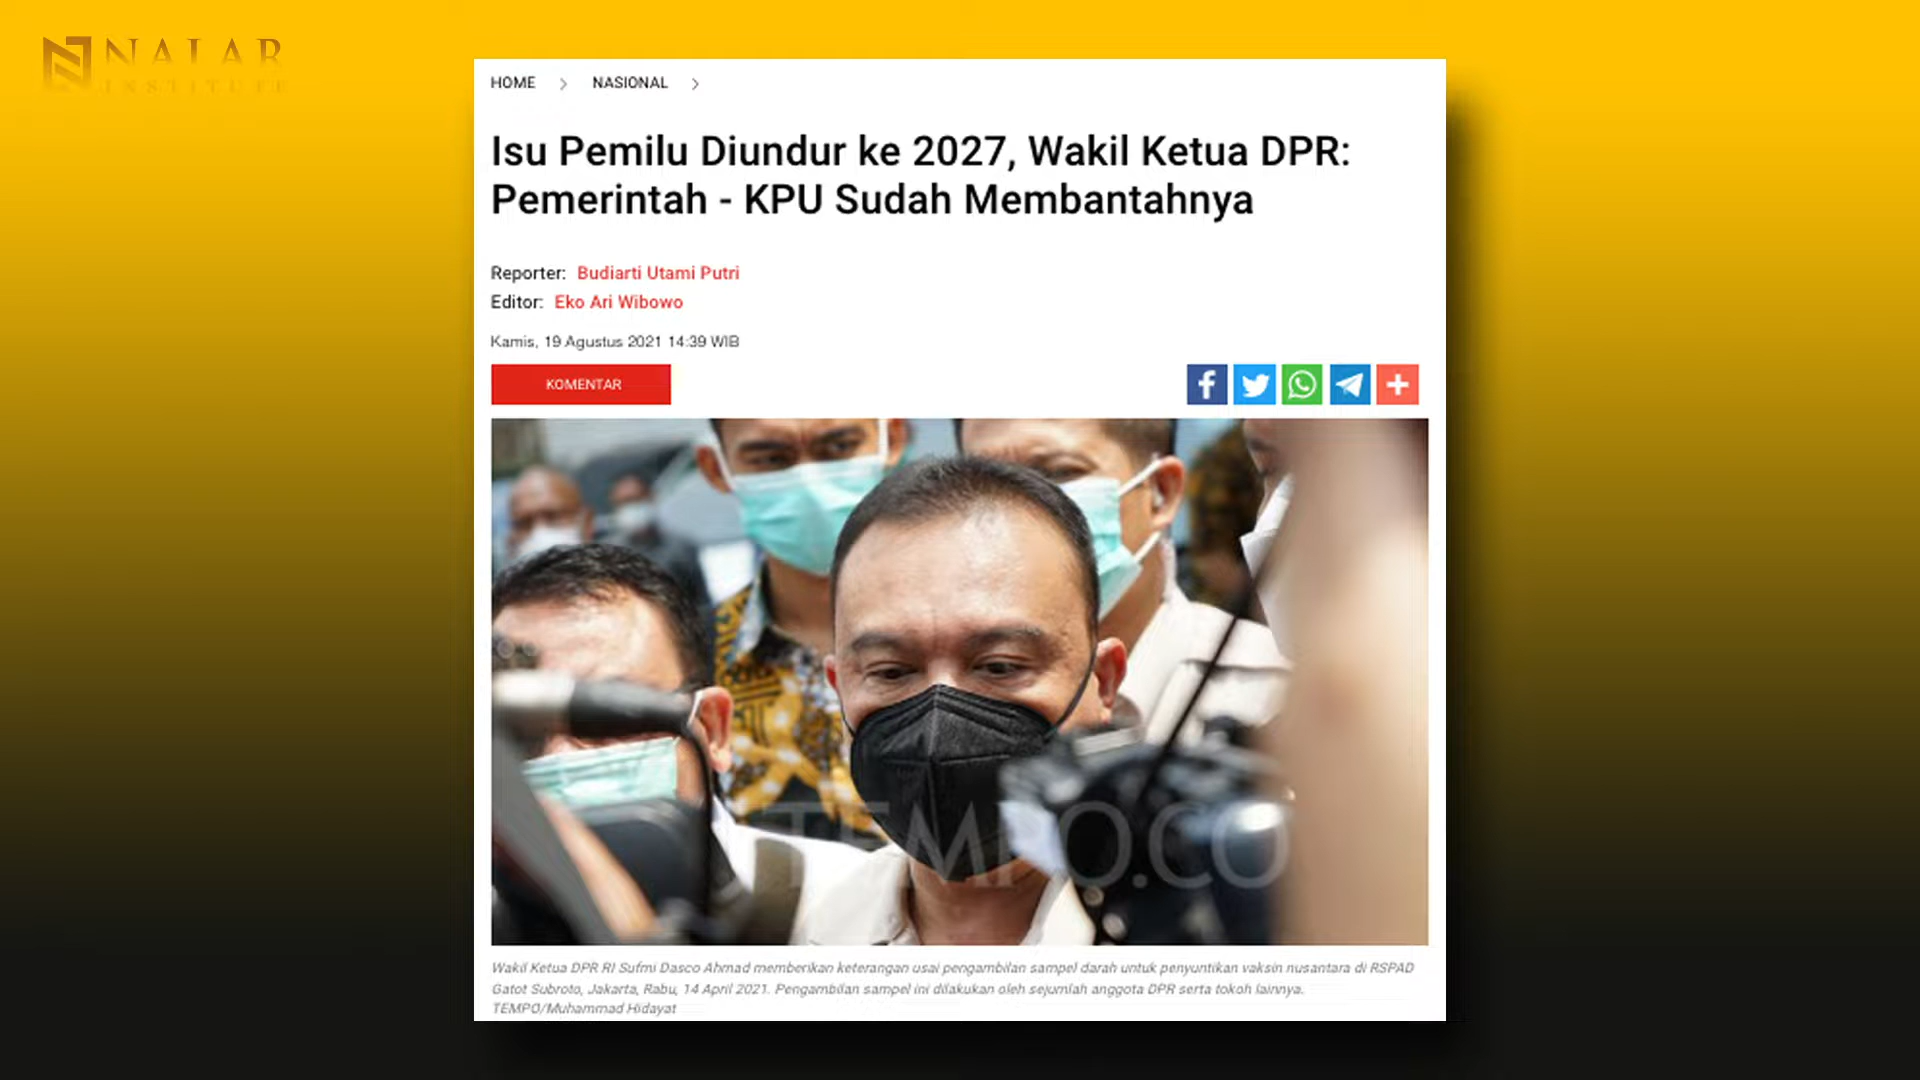 NALAR
INSTITUTE
HOME > NASIONAL >
Isu Pemilu Diundur ke 2027, Wakil Ketua DPR:
Pemerintah - KPU Sudah Membantahnya
Reporter: Budiarti Utami Putri
Editor: Eko Ari Wibowo
Kamis, 19 Agustus 2021 14:39 WIB
KOMENTAR
TEMPO.CO
Wakil Ketua DPR RI Sufmi Dasco Ahmad memberikan keterangan usai pengambilan sampel darah untuk penyuntikan vaksin nusantara di RSPAD
Gatot Subroto, Jakarta, Rabu, 14 April 2021. Pengambilan sampel ini dilakukan oleh sejumlah anggota DPR serta tokoh lainnya.
TEMPO/Muhammad Hidayat